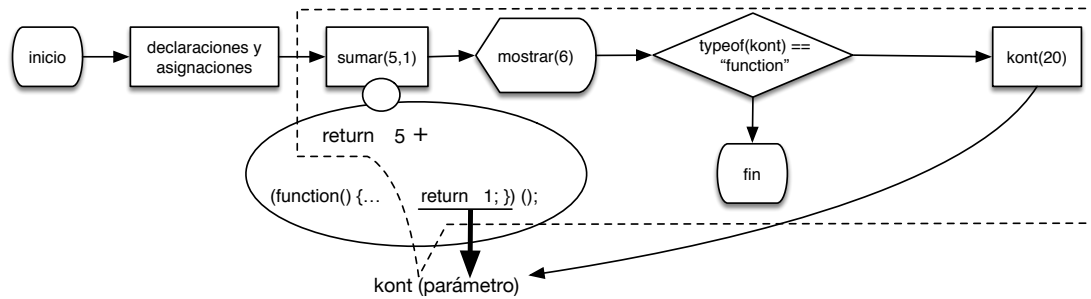 inicio
declaraciones y
asignaciones
sumar(5,1)
mostrar(6)
typeof(kont) ==
“function”
kont(20)
return 5 +
fin
(function() {… return 1; }) ();
kont (parámetro)